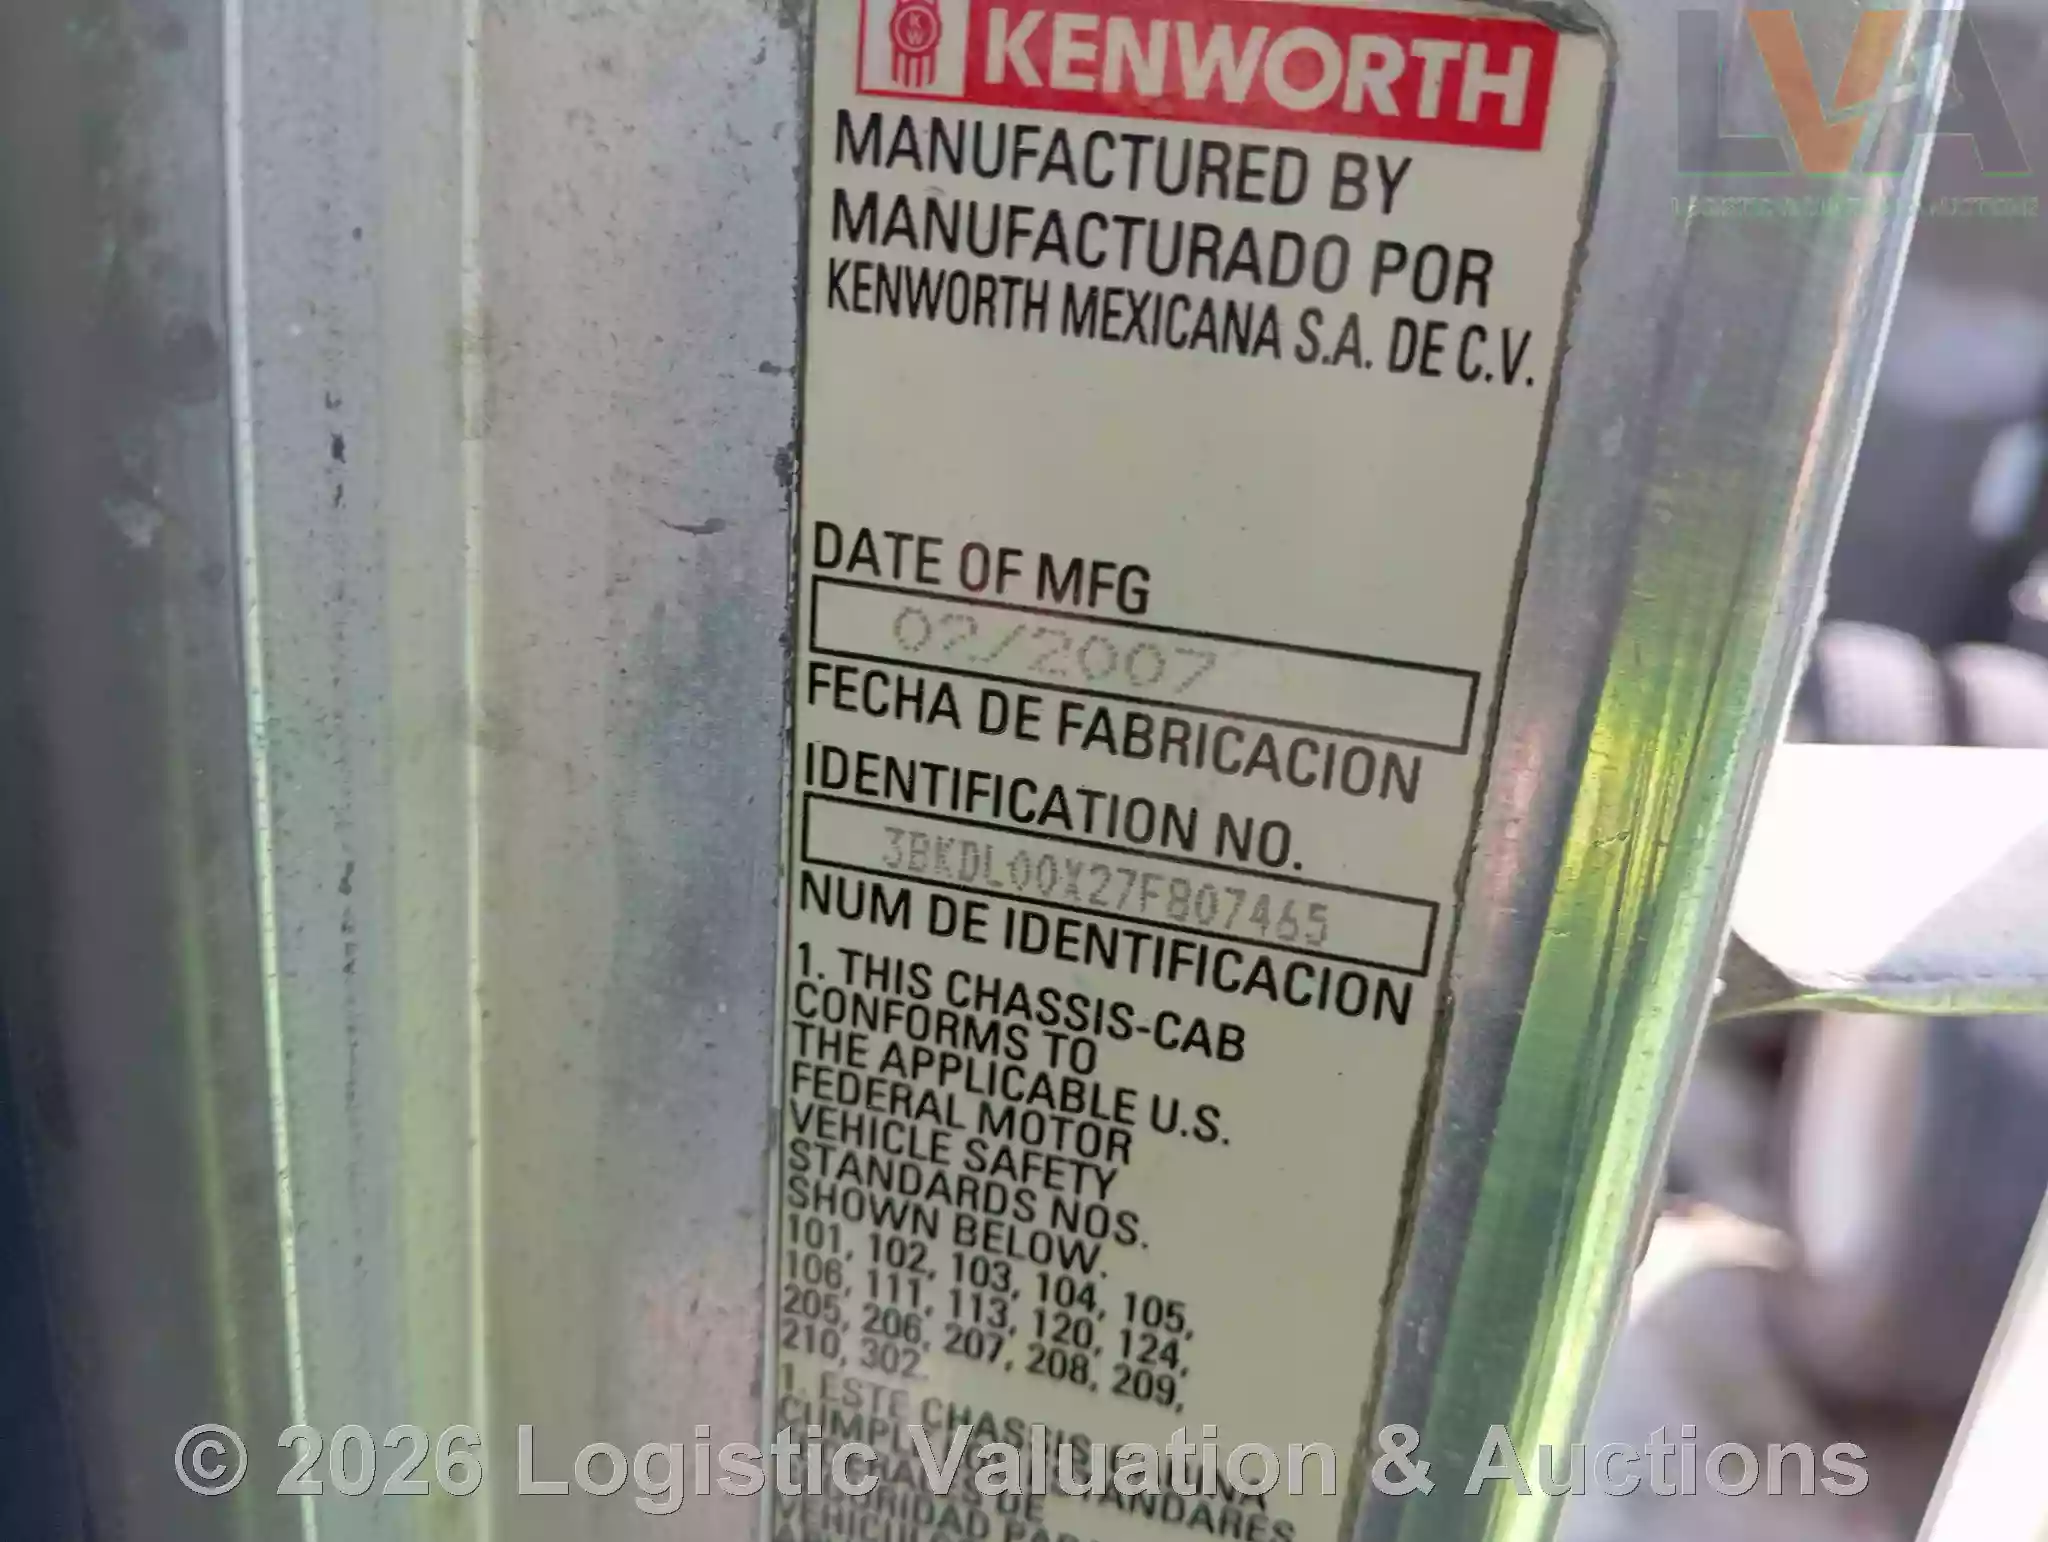 KW
KENWORTH
LVA
MANUFACTURED BY
MANUFACTURADO POR
KENWORTH MEXICANA S.A. DE C.V.
DATE OF MFG
02/2007
FECHA DE FABRICACION
IDENTIFICATION NO.
3BKDL00X27F807465
NUM DE IDENTIFICACION
1. THIS CHASSIS-CAB
CONFORMS TO
THE APPLICABLE U.S.
FEDERAL MOTOR
VEHICLE SAFETY
STANDARDS NOS.
SHOWN BELOW.
101, 102, 103, 104, 105,
106, 111, 113, 120, 124,
205, 206, 207, 208, 209,
210, 302.
1. ESTE CHASSIS
© 2026 Logistic Valuation & Auctions